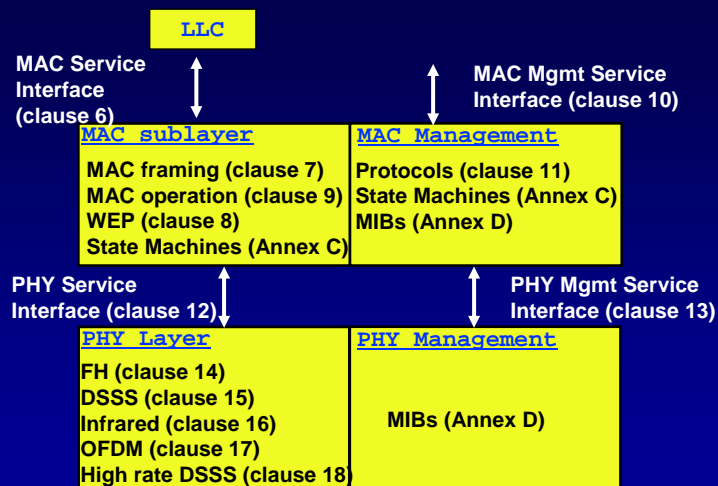 LLC
MAC Service
Interface
(clause 6)
MAC Mgmt Service
Interface (clause 10)
MAC sublayer
MAC framing (clause 7)
MAC operation (clause 9)
WEP (clause 8)
State Machines (Annex C)
MAC Management
Protocols (clause 11)
State Machines (Annex C)
MIBs (Annex D)
PHY Service
Interface (clause 12)
PHY Mgmt Service
Interface (clause 13)
PHY Layer
FH (clause 14)
DSSS (clause 15)
Infrared (clause 16)
OFDM (clause 17)
High rate DSSS (clause 18)
PHY Management
MIBs (Annex D)